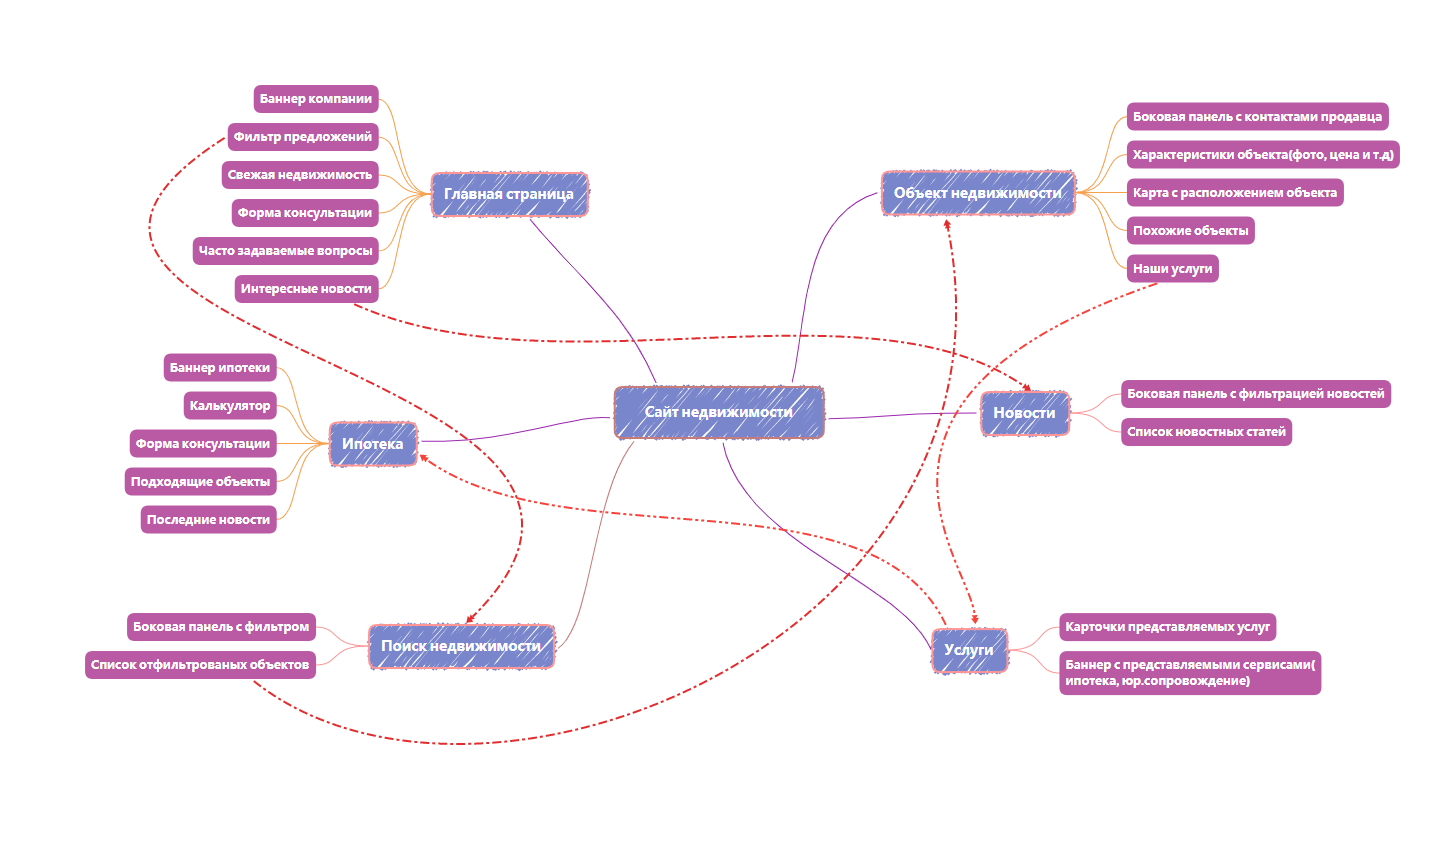 Баннер компании
Фильтр предложений
Свежая недвижимость
Форма консультации
Часто задаваемые вопросы
Интересные новости
Главная страница
Объект недвижимости
Боковая панель с контактами продавца
Характеристики объекта(фото, цена и т.д)
Карта с расположением объекта
Похожие объекты
Наши услуги
Баннер ипотеки
Калькулятор
Форма консультации
Подходящие объекты
Последние новости
Ипотека
Сайт недвижимости
Новости
Боковая панель с фильтрацией новостей
Список новостных статей
Боковая панель с фильтром
Список отфильтрованых объектов
Поиск недвижимости
Услуги
Карточки представляемых услуг
Баннер с представляемыми сервисами(
ипотека, юр.сопровождение)